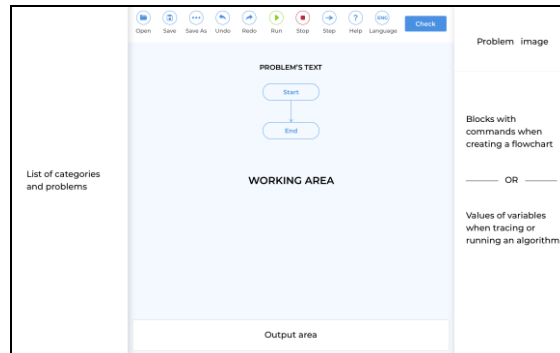 Open Save Save As Undo Redo Run Stop Step Help Language Check
ENG
?
PROBLEM'S TEXT
Start
End
WORKING AREA
Output area
List of categories
and problems
Problem image
Blocks with
commands when
creating a flowchart
OR
Values of variables
when tracing or
running an algorithm